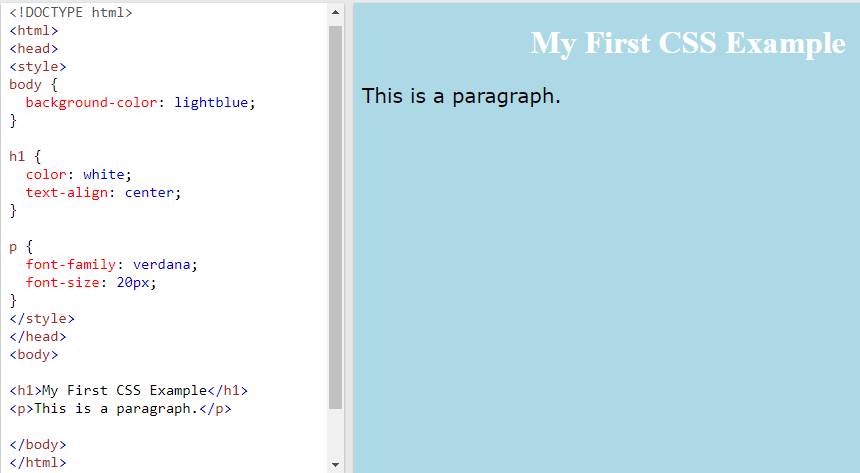 <!DOCTYPE html>
<html>
<head>
<style>
body {
  background-color: lightblue;
}

h1 {
  color: white;
  text-align: center;
}

p {
  font-family: verdana;
  font-size: 20px;
}
</style>
</head>
<body>

<h1>My First CSS Example</h1>
<p>This is a paragraph.</p>

</body>
</html>
My First CSS Example
This is a paragraph.